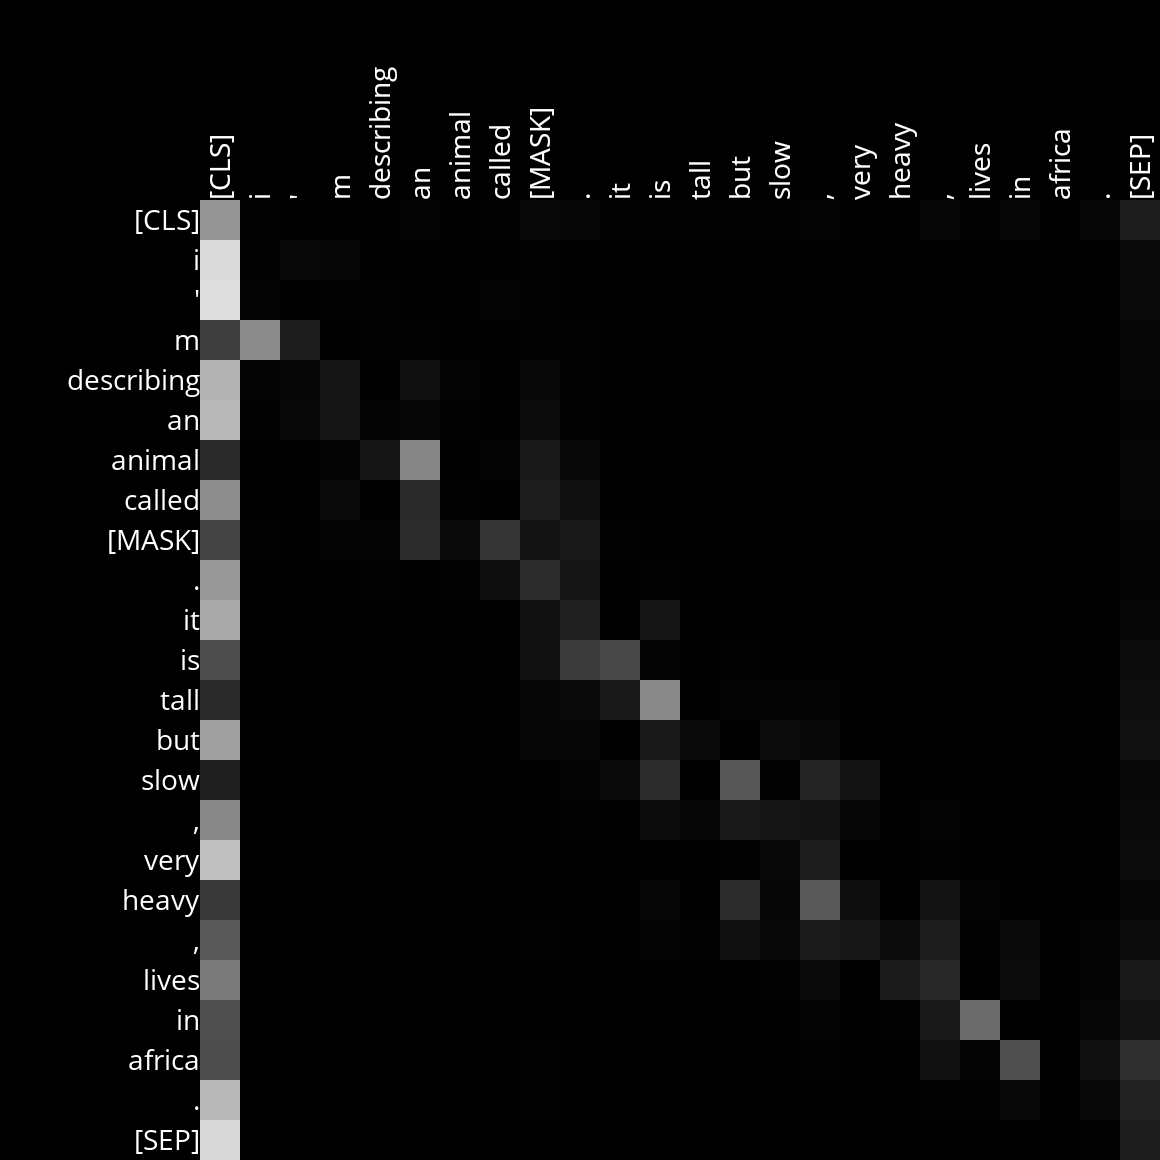 [CLS] i ' m describing an animal called [MASK] . it is tall but slow , very heavy , lives in africa . [SEP]
[CLS]
i
'
m
describing
an
animal
called
[MASK]
.
it
is
tall
but
slow
,
very
heavy
,
lives
in
africa
.
[SEP]